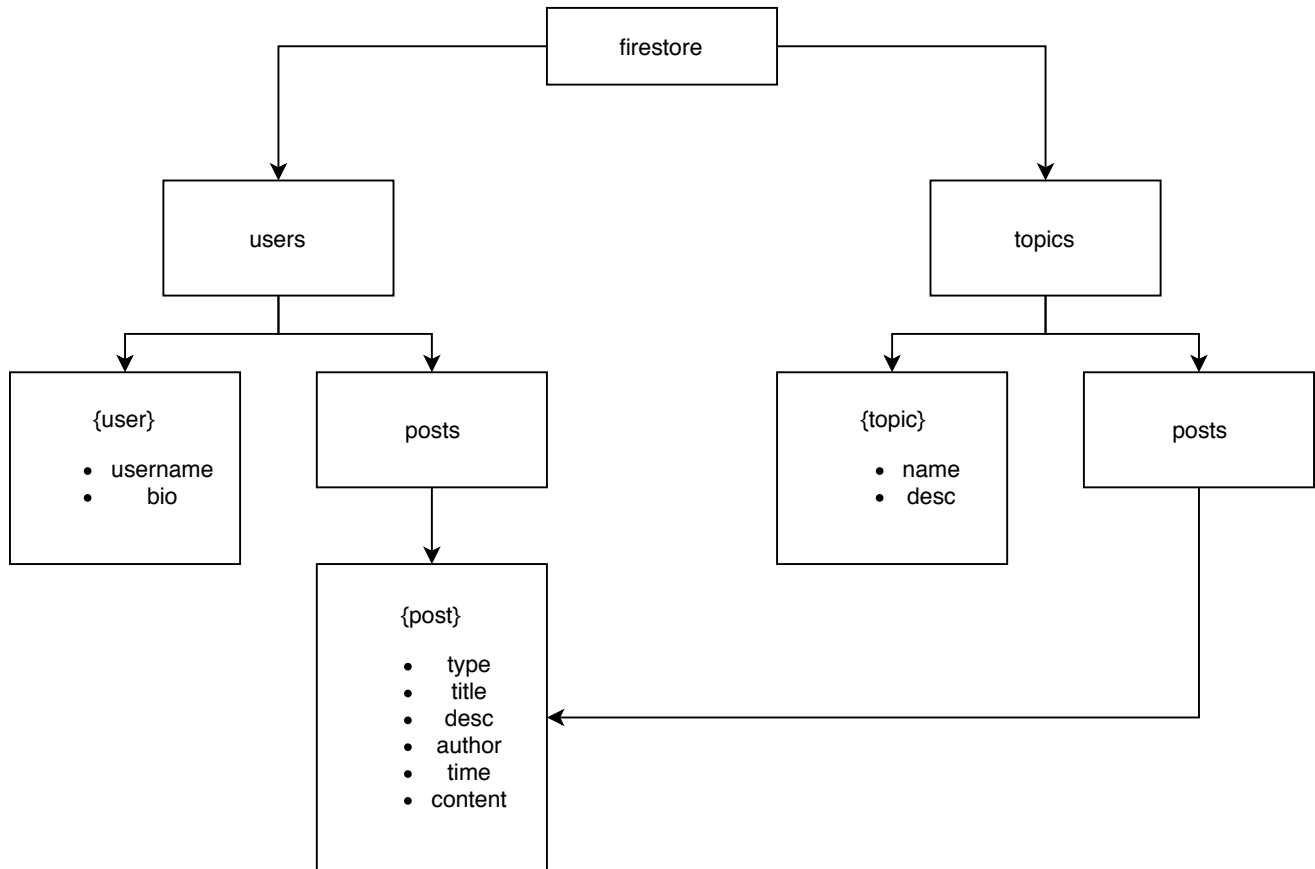 firestore
users
topics
{user}
• username
• bio
posts
{topic}
• name
• desc
posts
{post}
• type
• title
• desc
• author
• time
• content